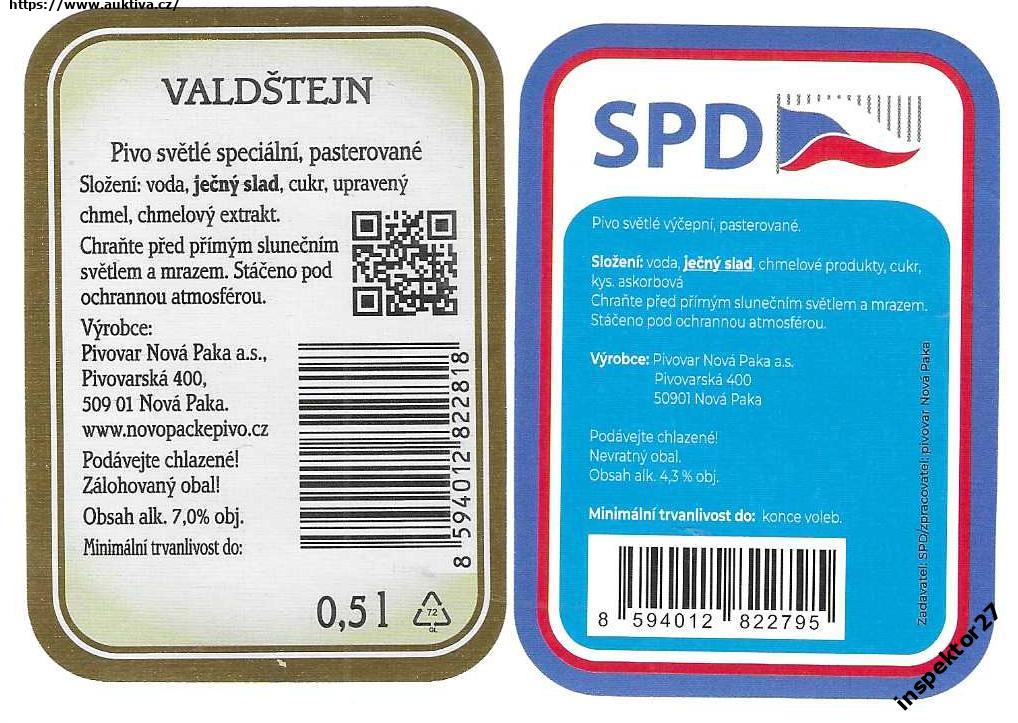 https://www.auktiva.cz/
VALDŠTEJN
Pivo světlé speciální, pasterované
Složení: voda, ječný slad, cukr, upravený
chmel, chmelový extrakt.
Chraňte před přímým slunečním
světlem a mrazem. Stáčeno pod
ochrannou atmosférou.
Výrobce:
Pivovar Nová Paka a.s.,
Pivovarská 400,
509 01 Nová Paka.
www.novopackepivo.cz
Podávejte chlazené!
Zálohovaný obal!
Obsah alk. 7,0% obj.
Minimální trvanlivost do:
8 594012 822818
0,5 l
72
GL
SPD
Pivo světlé výčepní, pasterované.
Složení: voda, ječný slad, chmelové produkty, cukr,
kys. askorbová
Chraňte před přímým slunečním světlem a mrazem.
Stáčeno pod ochrannou atmosférou.
Výrobce: Pivovar Nová Paka a.s.
Pivovarská 400
50901 Nová Paka
Podávejte chlazené!
Nevratný obal.
Obsah alk. 4,3 % obj.
Minimální trvanlivost do: konce voleb.
8 594012 822795
Zadavatel: SPD/zpracovatel: pivovar Nová Paka
inspektor27